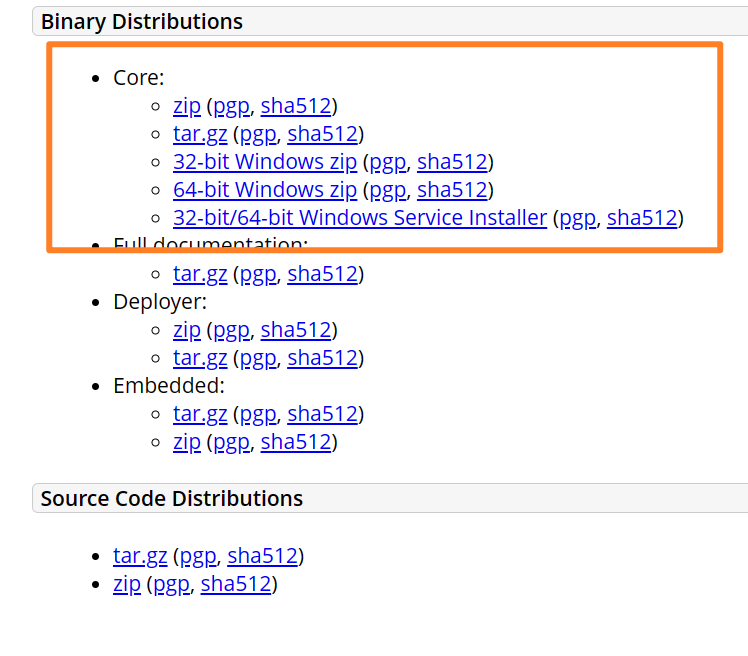 Binary Distributions
Core:
zip (pgp, sha512)
tar.gz (pgp, sha512)
32-bit Windows zip (pgp, sha512)
64-bit Windows zip (pgp, sha512)
32-bit/64-bit Windows Service Installer (pgp, sha512)
Full documentation:
tar.gz (pgp, sha512)
Deployer:
zip (pgp, sha512)
tar.gz (pgp, sha512)
Embedded:
tar.gz (pgp, sha512)
zip (pgp, sha512)
Source Code Distributions
tar.gz (pgp, sha512)
zip (pgp, sha512)